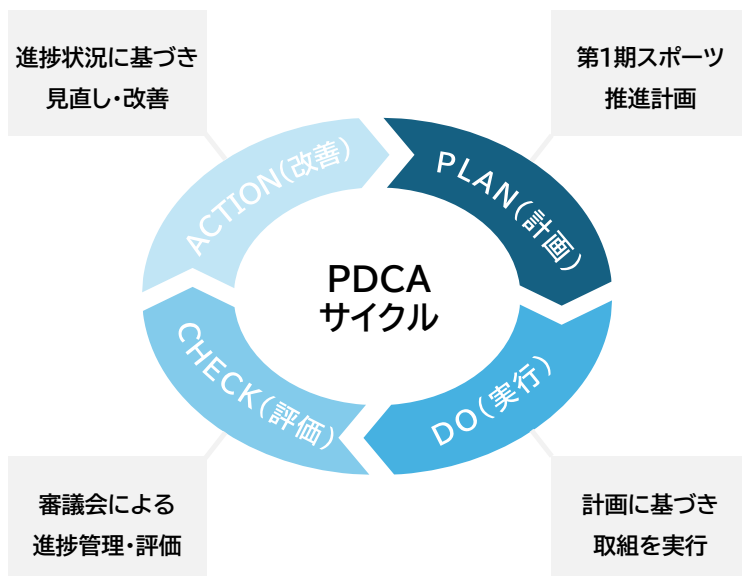 進捗状況に基づき
見直し・改善
第1期スポーツ
推進計画
ACTION(改善)
PLAN(計画)
PDCA
サイクル
CHECK(評価)
DO(実行)
審議会による
進捗管理・評価
計画に基づき
取組を実行